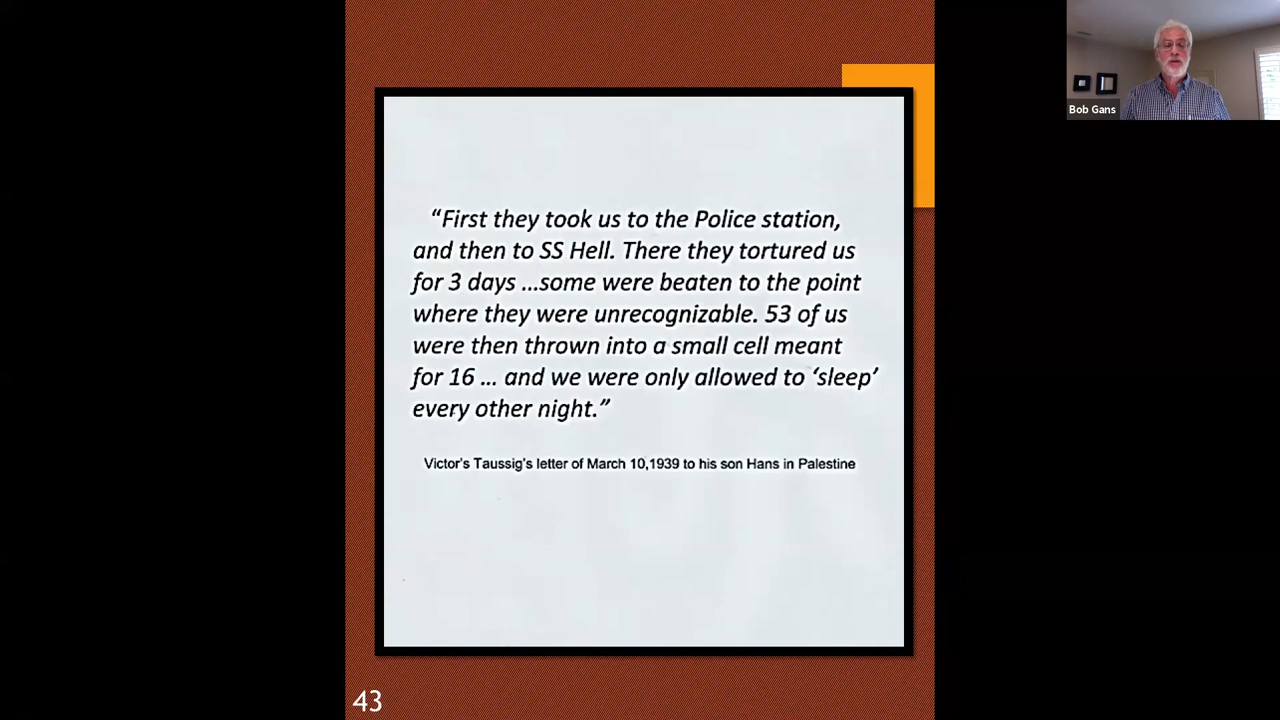 “First they took us to the Police station,
and then to SS Hell. There they tortured us
for 3 days ...some were beaten to the point
where they were unrecognizable. 53 of us
were then thrown into a small cell meant
for 16 ... and we were only allowed to ‘sleep’
every other night.”
Victor's Taussig's letter of March 10,1939 to his son Hans in Palestine
43
Bob Gans